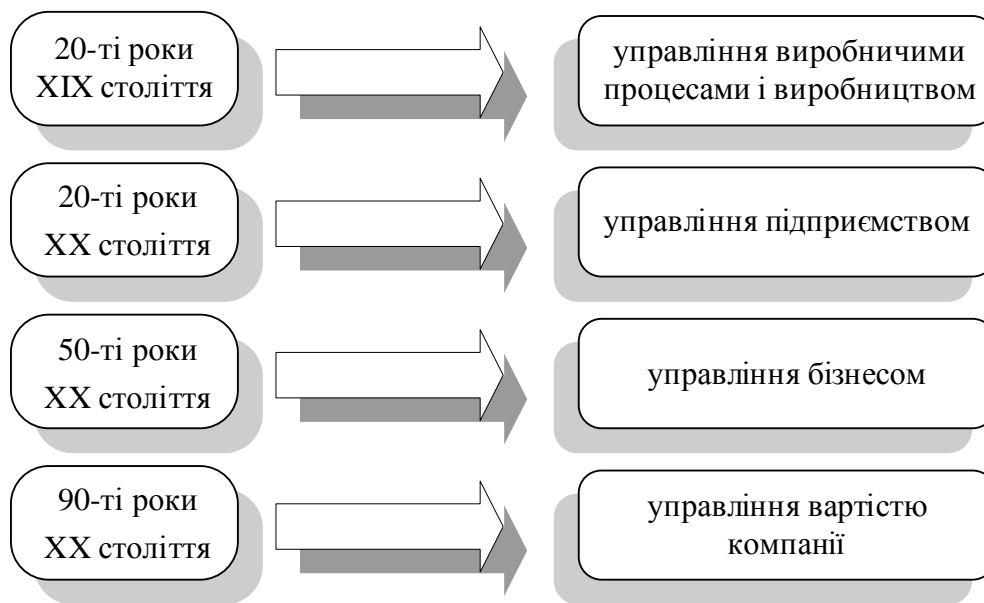 20-ті роки
XIX століття
управління виробничими
процесами і виробництвом
20-ті роки
XX століття
управління підприємством
50-ті роки
XX століття
управління бізнесом
90-ті роки
XX століття
управління вартістю
компанії